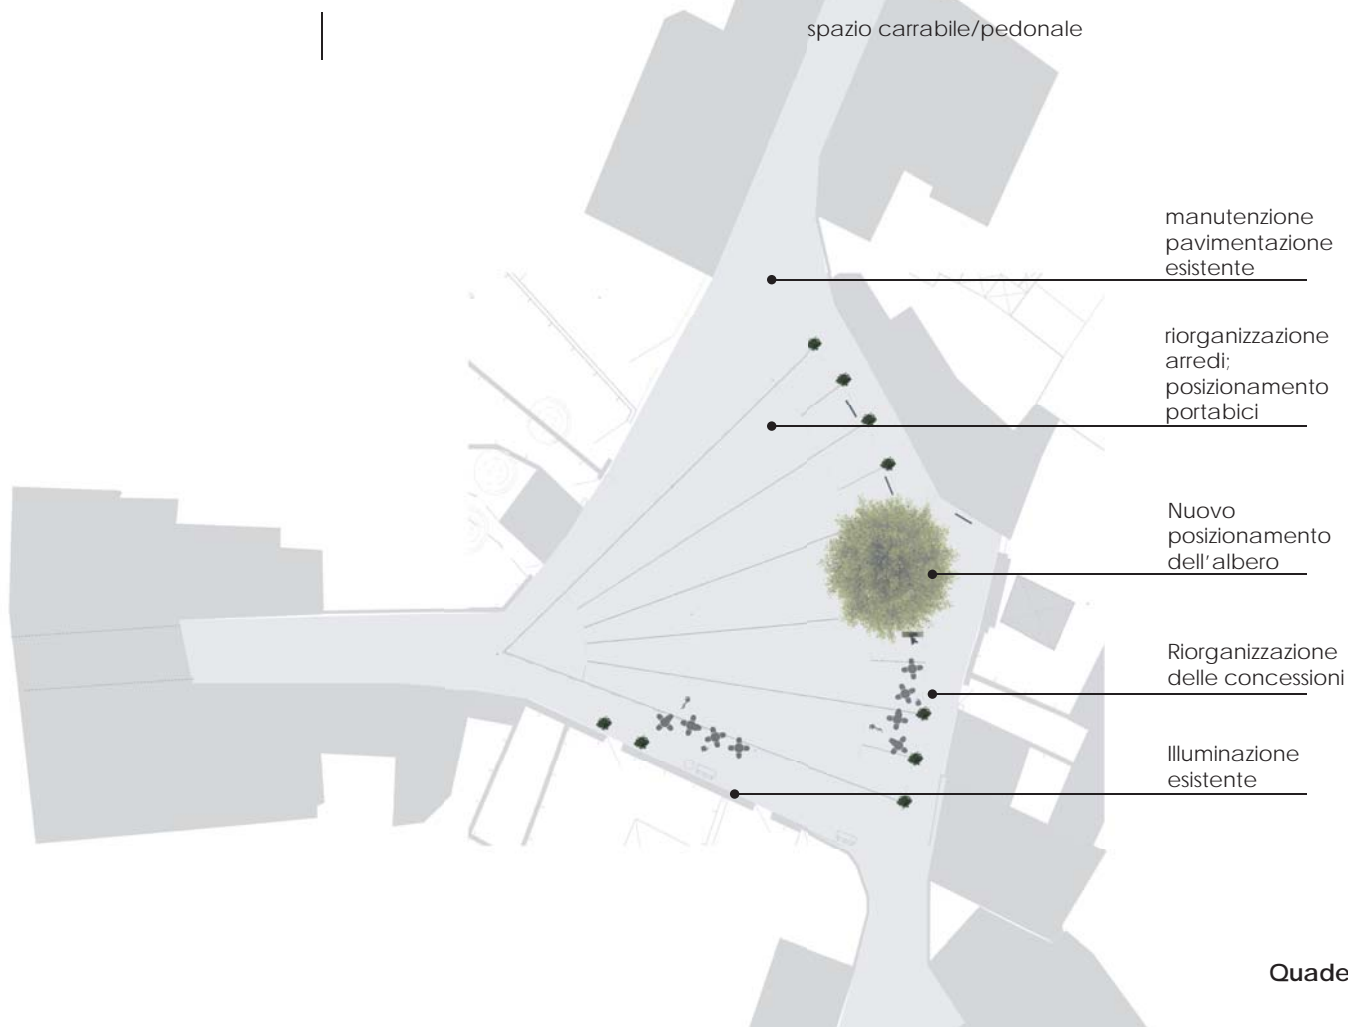 spazio carrabile/pedonale
manutenzione
pavimentazione
esistente
riorganizzazione
arredi;
posizionamento
portabici
Nuovo
posizionamento
dell'albero
Riorganizzazione
delle concessioni
Illuminazione
esistente
Quade